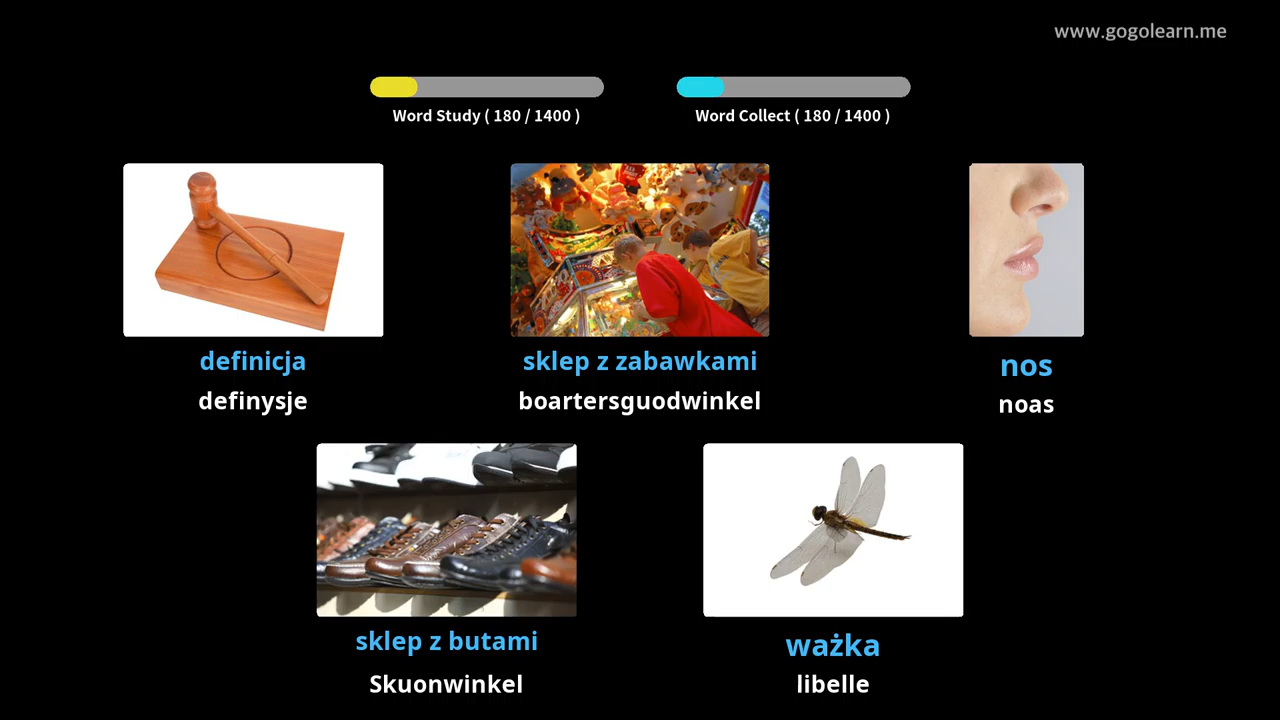 www.gogolearn.me
Word Study ( 180 / 1400 )
Word Collect ( 180 / 1400 )
definicja
definysje
sklep z zabawkami
boartersguodwinkel
nos
noas
sklep z butami
Skuonwinkel
ważka
libelle